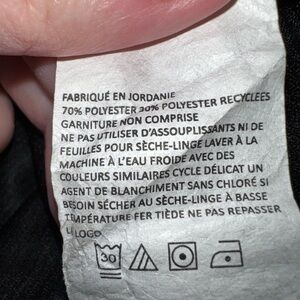 FABRIQUÉ EN JORDANIE
70% POLYESTER 30% POLYESTER RECYCLEES
GARNITURE NON COMPRISE
NE PAS UTILISER D'ASSOUPLISSANTS NI DE
FEUILLES POUR SÈCHE-LINGE LAVER À LA
MACHINE À L'EAU FROIDE AVEC DES
COULEURS SIMILAIRES CYCLE DÉLICAT UN
AGENT DE BLANCHIMENT SANS CHLORÉ SI
BESOIN SÉCHER AU SÈCHE-LINGE À BASSE
TEMPÉRATURE FER TIÈDE NE PAS REPASSER
LE LOGO
30